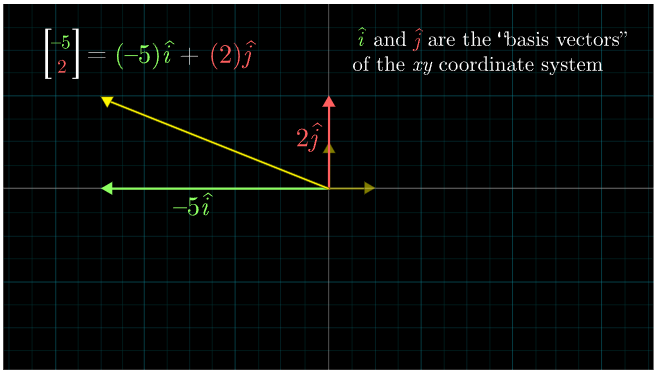 [-5 2] = (-5)î + (2)ĵ
î and ĵ are the “basis vectors”
of the xy coordinate system
2ĵ
-5î